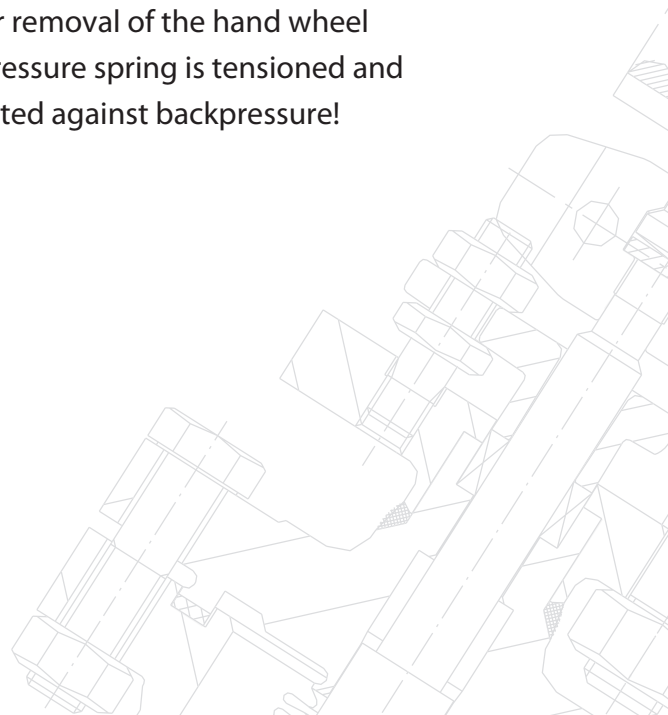 r removal of the hand wheel
ressure spring is tensioned and
ted against backpressure!